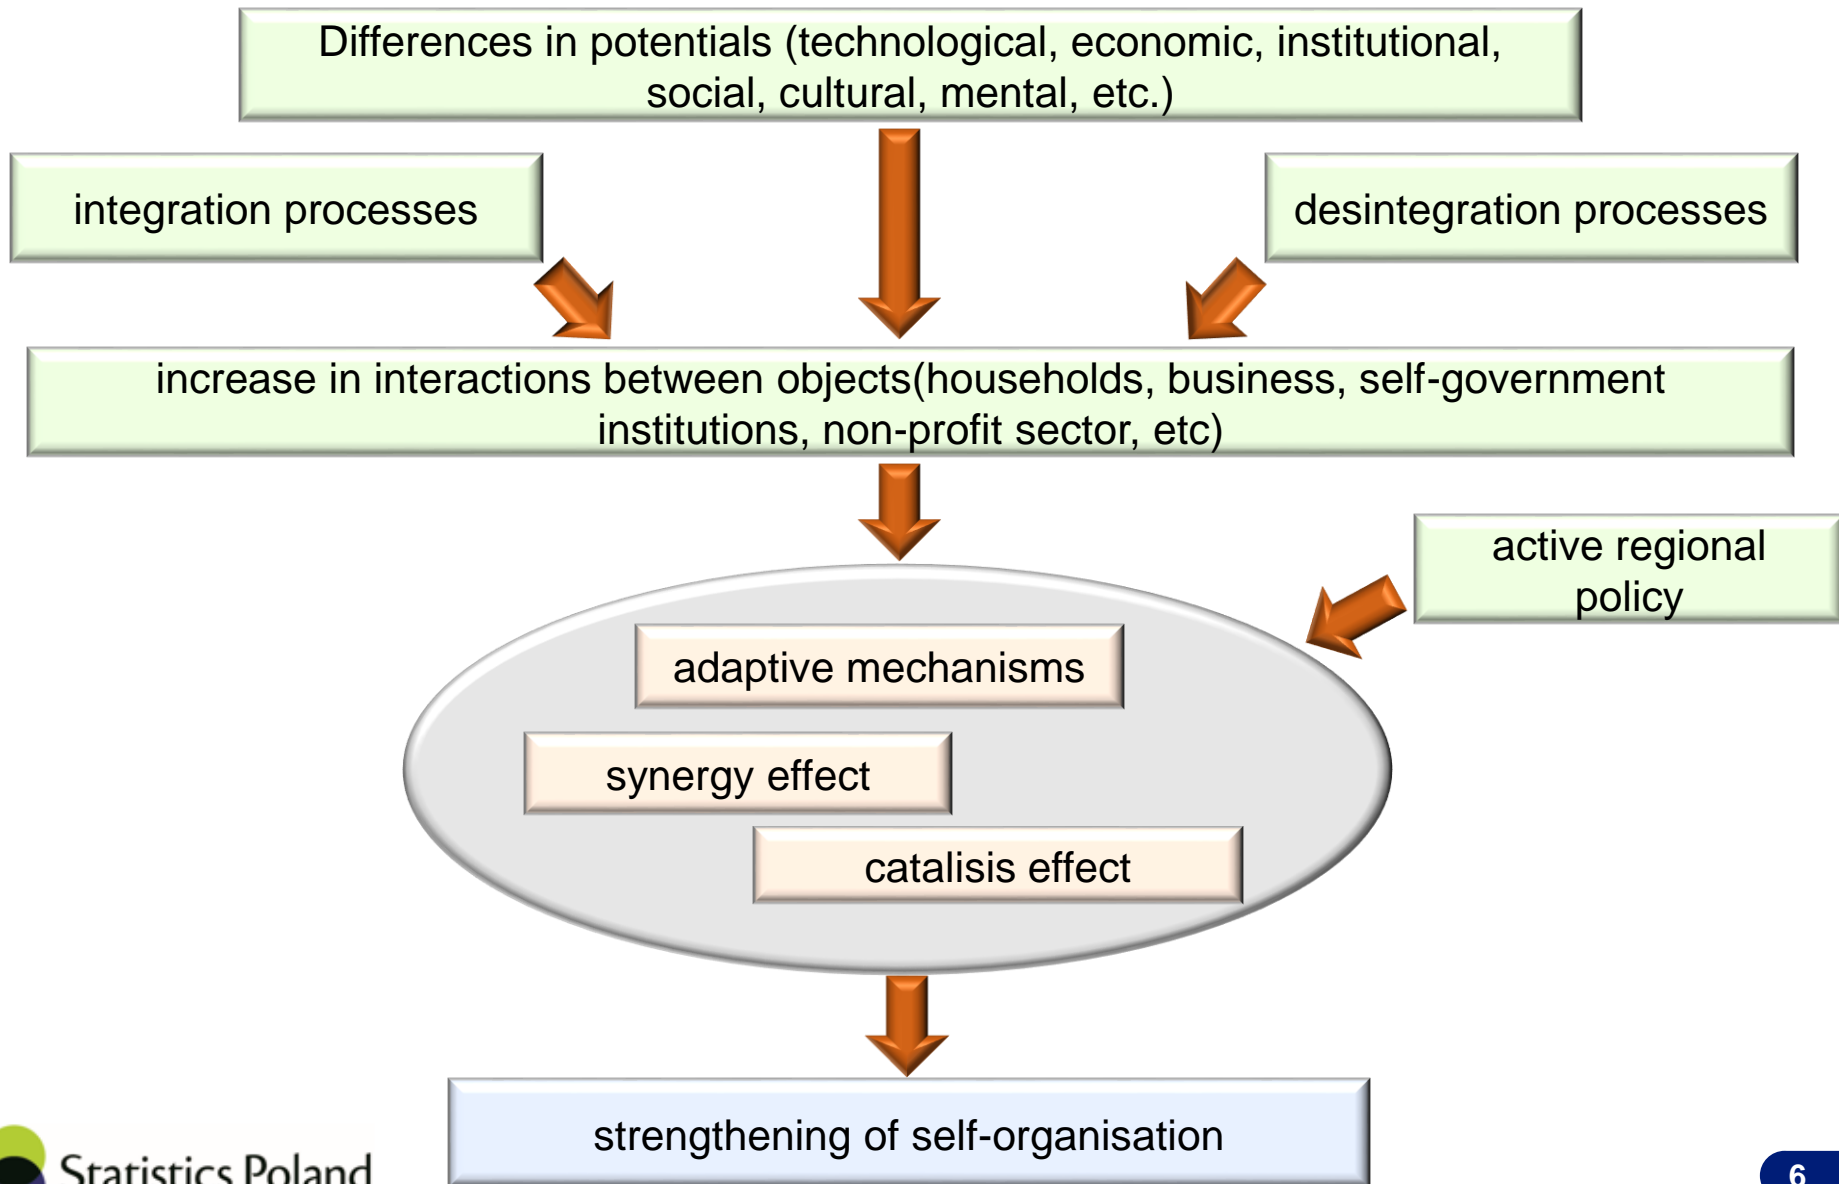 Differences in potentials (technological, economic, institutional,
social, cultural, mental, etc.)
integration processes
desintegration processes
increase in interactions between objects(households, business, self-government
institutions, non-profit sector, etc)
active regional
policy
adaptive mechanisms
synergy effect
catalisis effect
strengthening of self-organisation
Statistics Poland
6